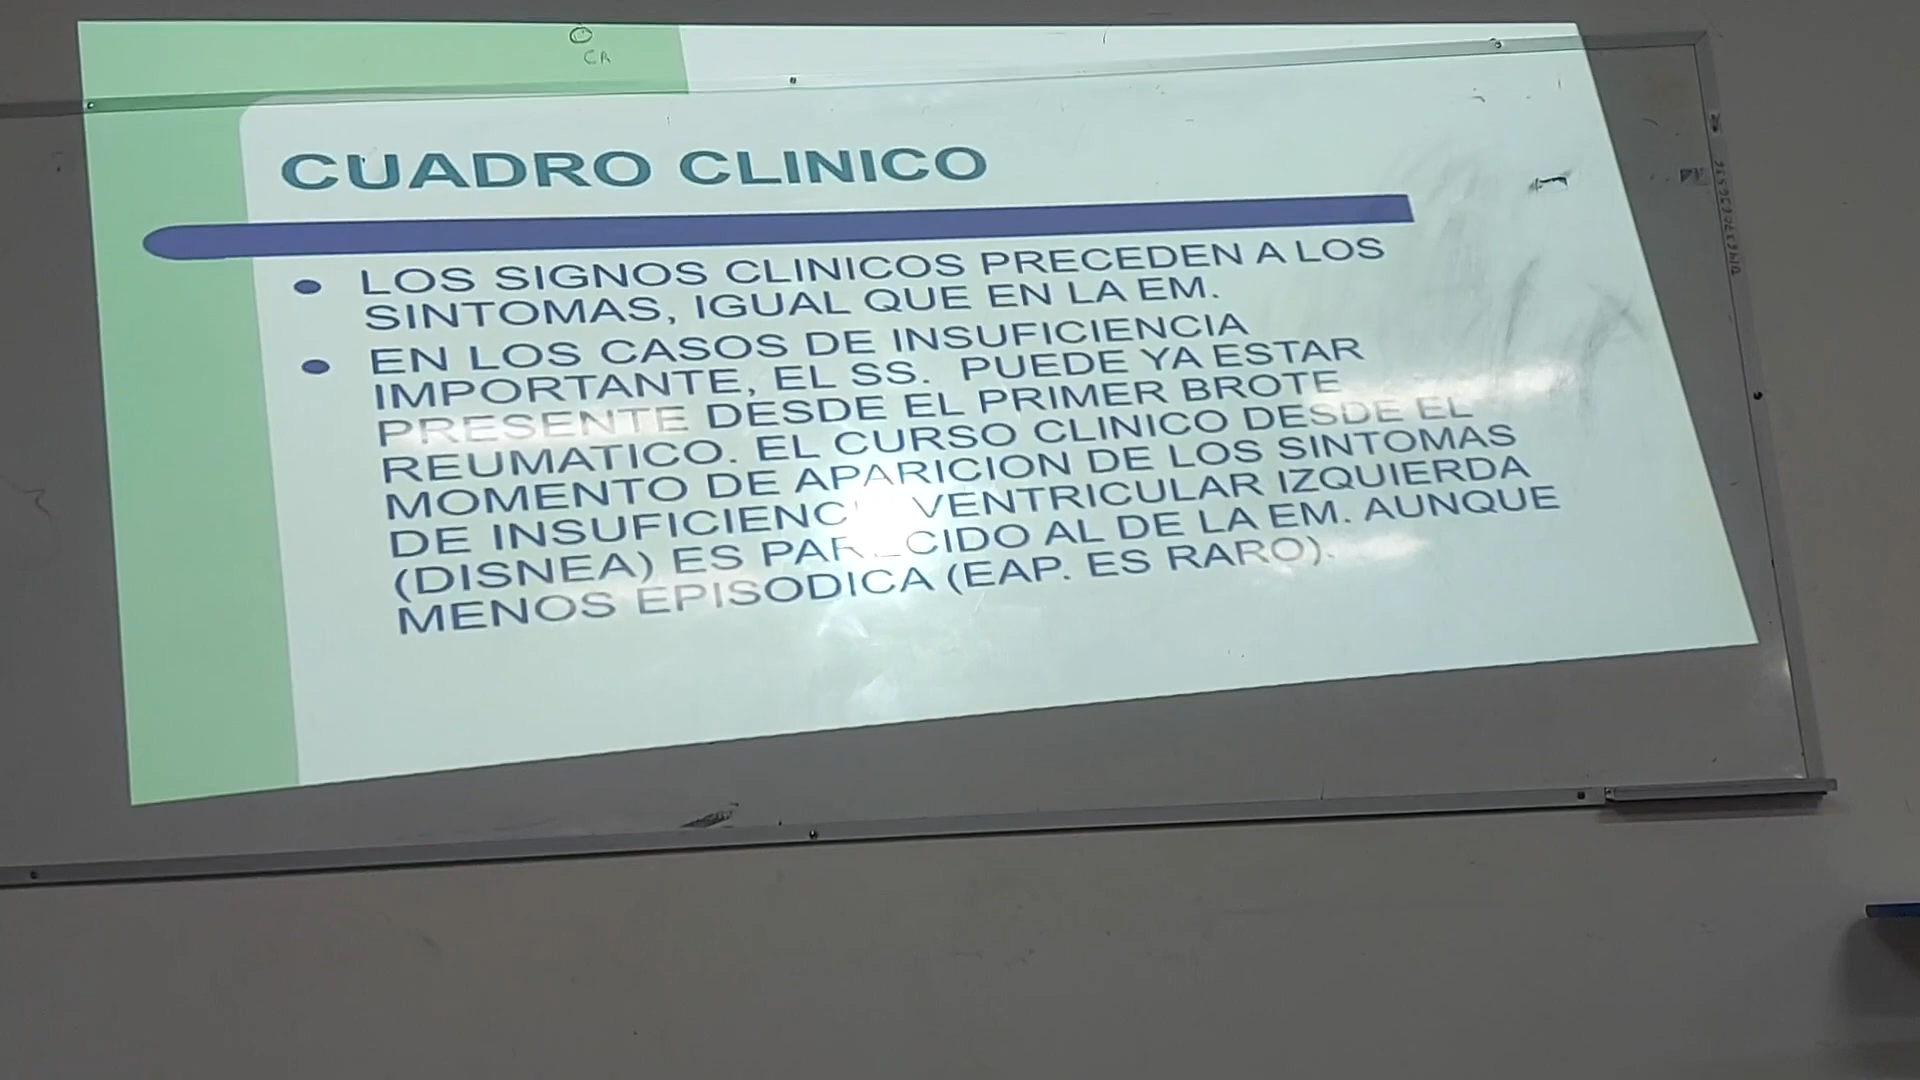 CR
CUADRO CLINICO
LOS SIGNOS CLINICOS PRECEDEN A LOS
SINTOMAS, IGUAL QUE EN LA EM.
EN LOS CASOS DE INSUFICIENCIA
IMPORTANTE, EL SS. PUEDE YA ESTAR
PRESENTE DESDE EL PRIMER BROTE
REUMATICO. EL CURSO CLINICO DESDE EL
MOMENTO DE APARICION DE LOS SINTOMAS
DE VENTRICULAR IZQUIERDA
(DISNEA) ES AL DE LA EM. AUNQUE
MENOS EPISODICA (EAP. ES RARO).